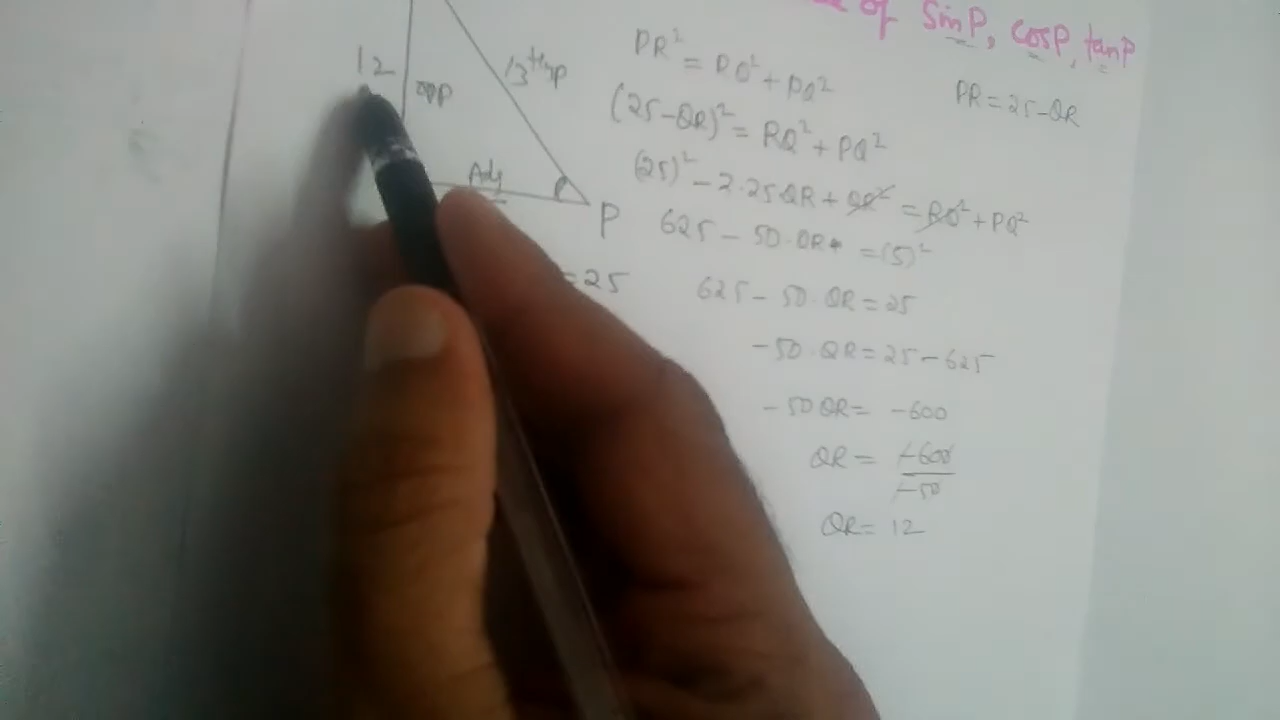 of SinP, cosP, tanP
12
opp
13 Hyp
Adj
P
P
=25
PR² = RQ² + PQ²
PR = 25-QR
(25-QR)² = RQ² + PQ²
(25)² - 2·25QR + QR² = RQ² + PQ²
625 - 50·QR = (5)²
625 - 50·QR = 25
-50·QR = 25-625
-50QR = -600
QR = -600/-50
QR = 12